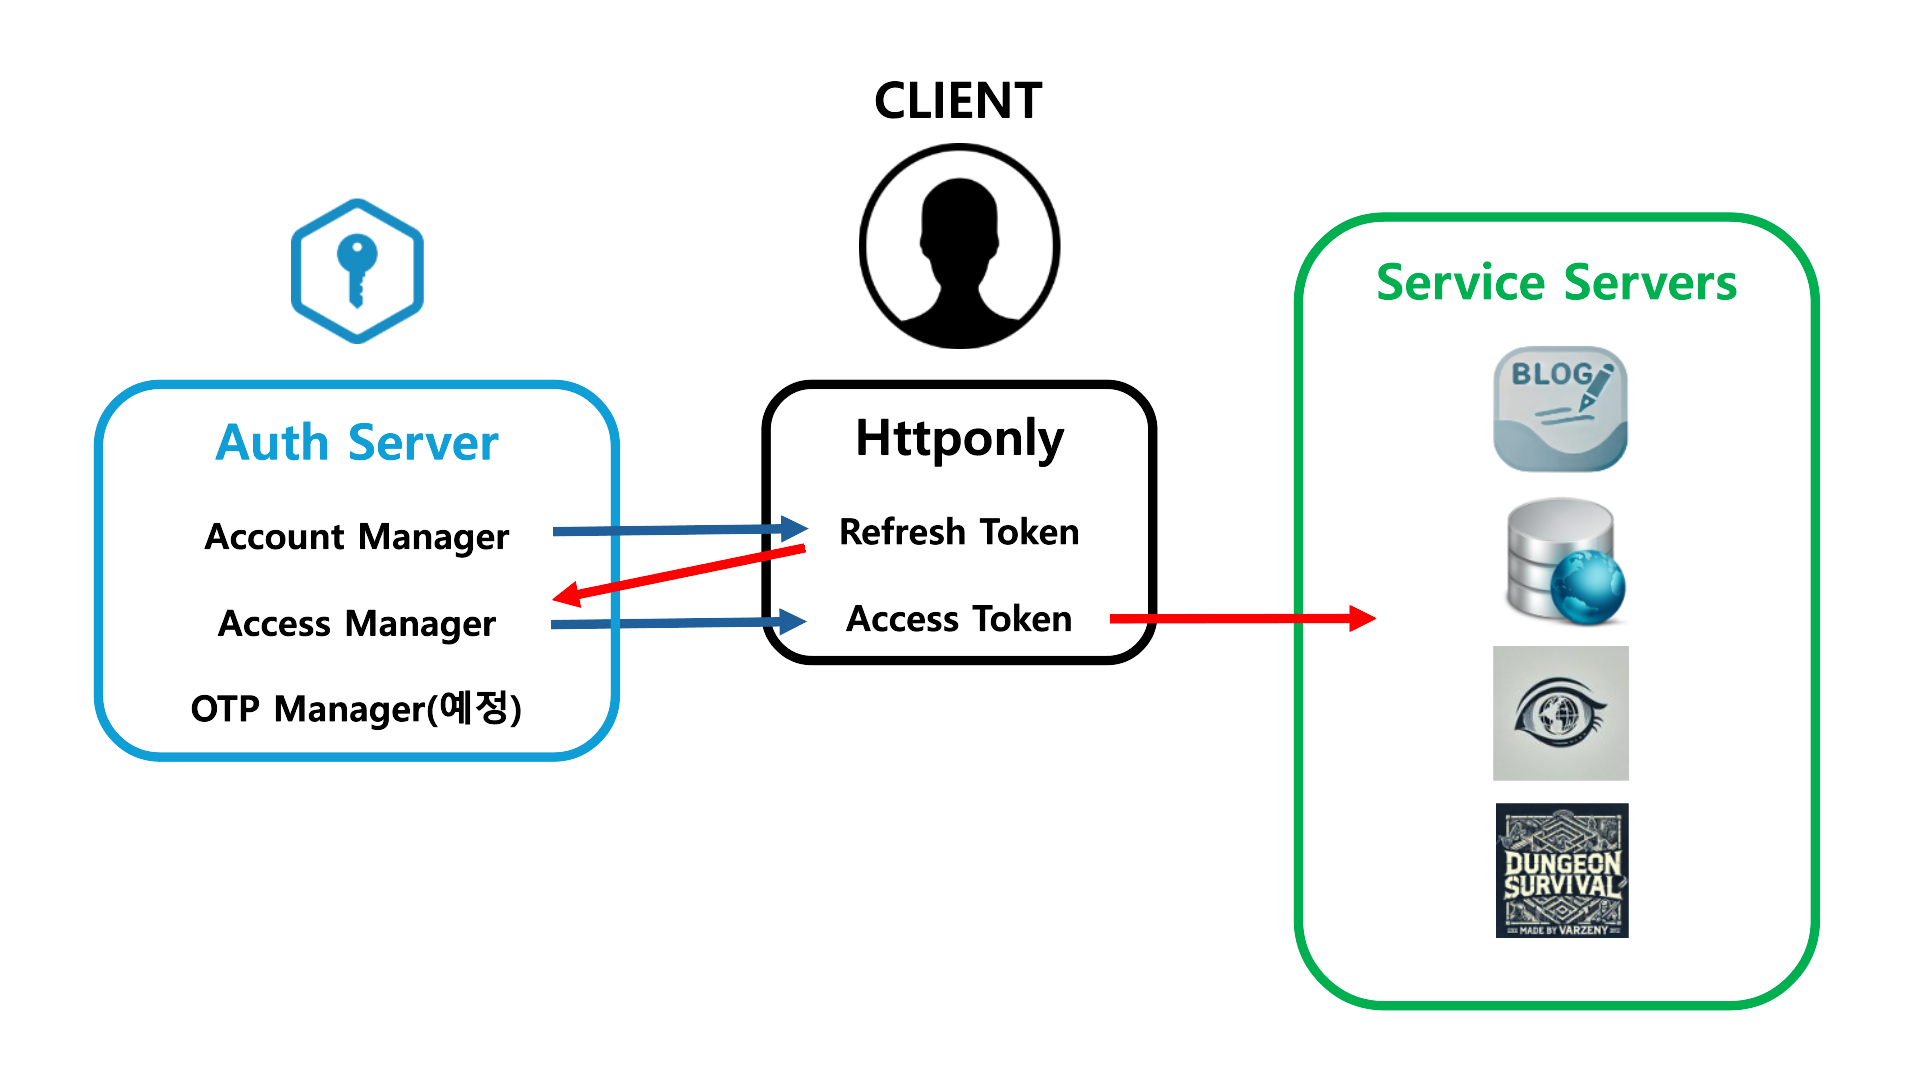 CLIENT
Auth Server
Account Manager
Access Manager
OTP Manager(예정)
Httponly
Refresh Token
Access Token
Service Servers
BLOG
DUNGEON
SURVIVAL
MADE BY VARZENY